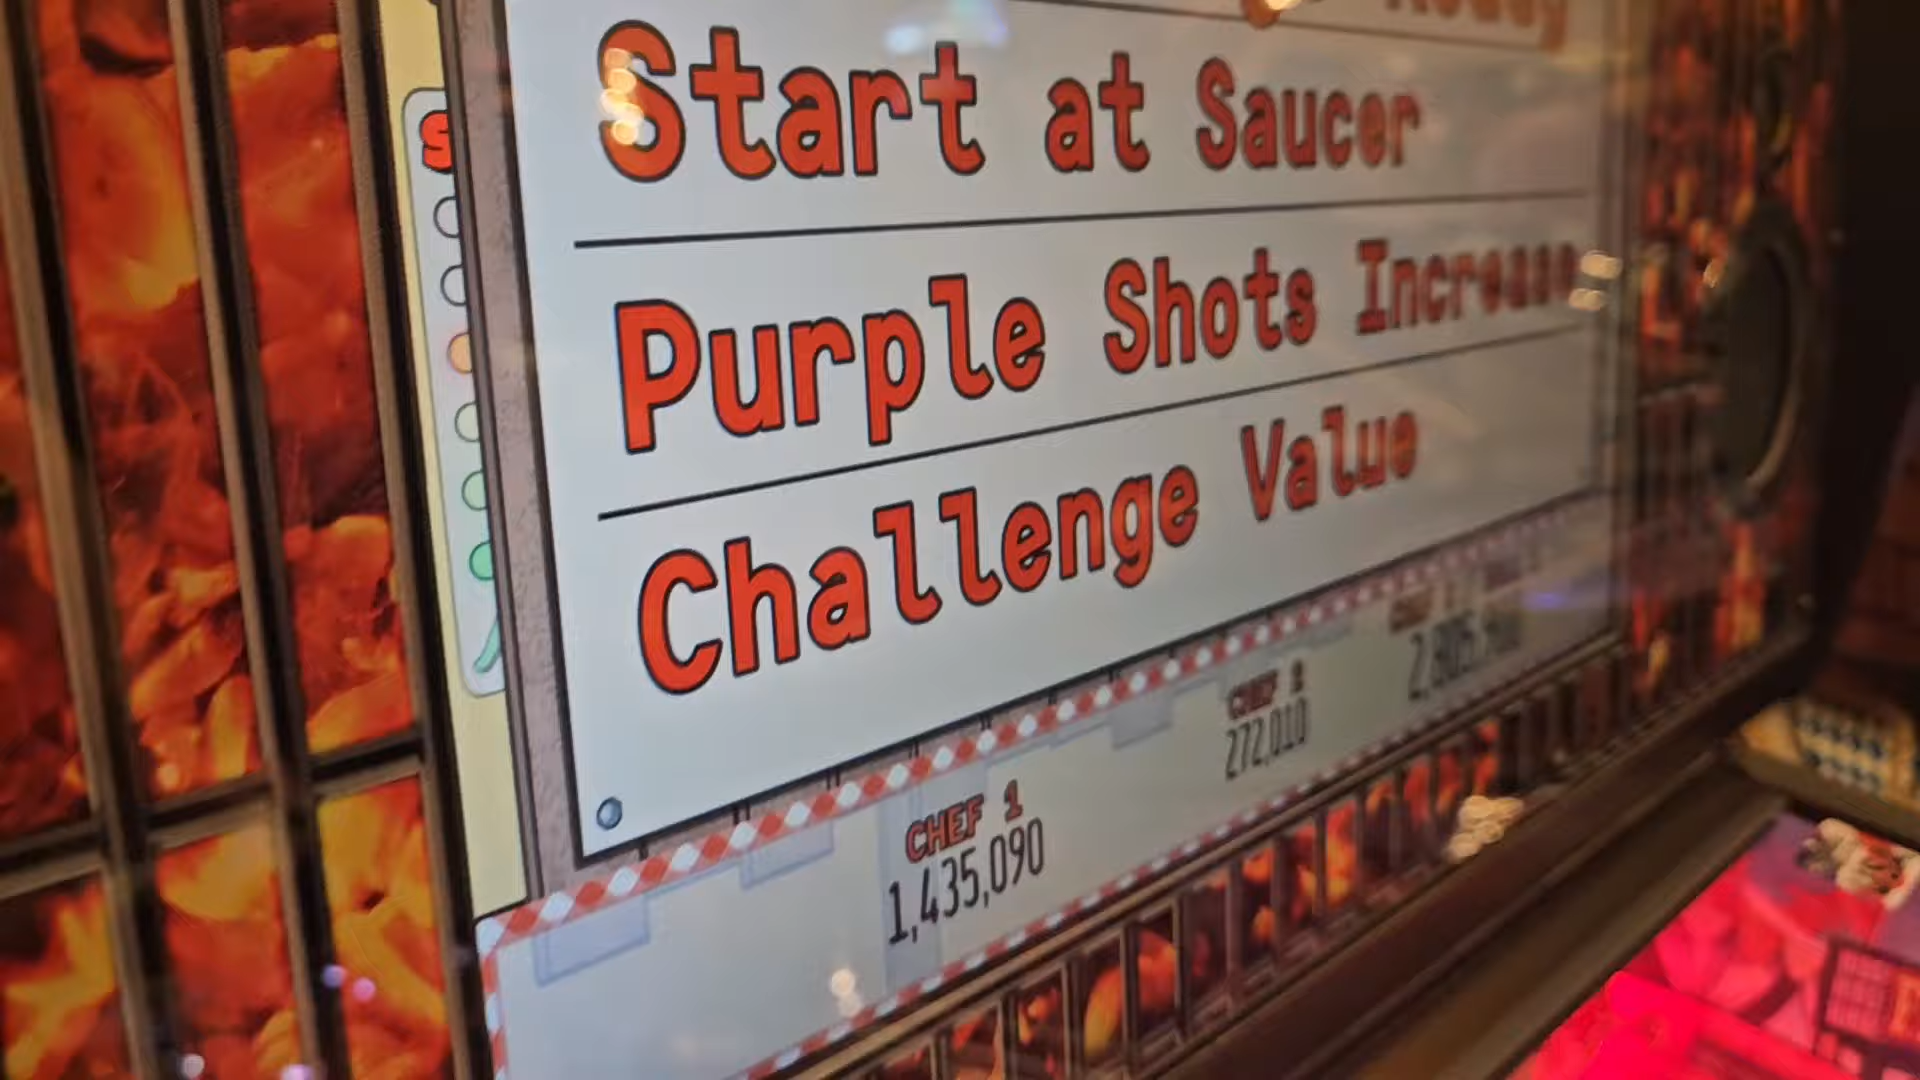 Start at Saucer
Purple Shots Increase
Challenge Value
CHEF 1
1,435,090
CHEF 2
272,010